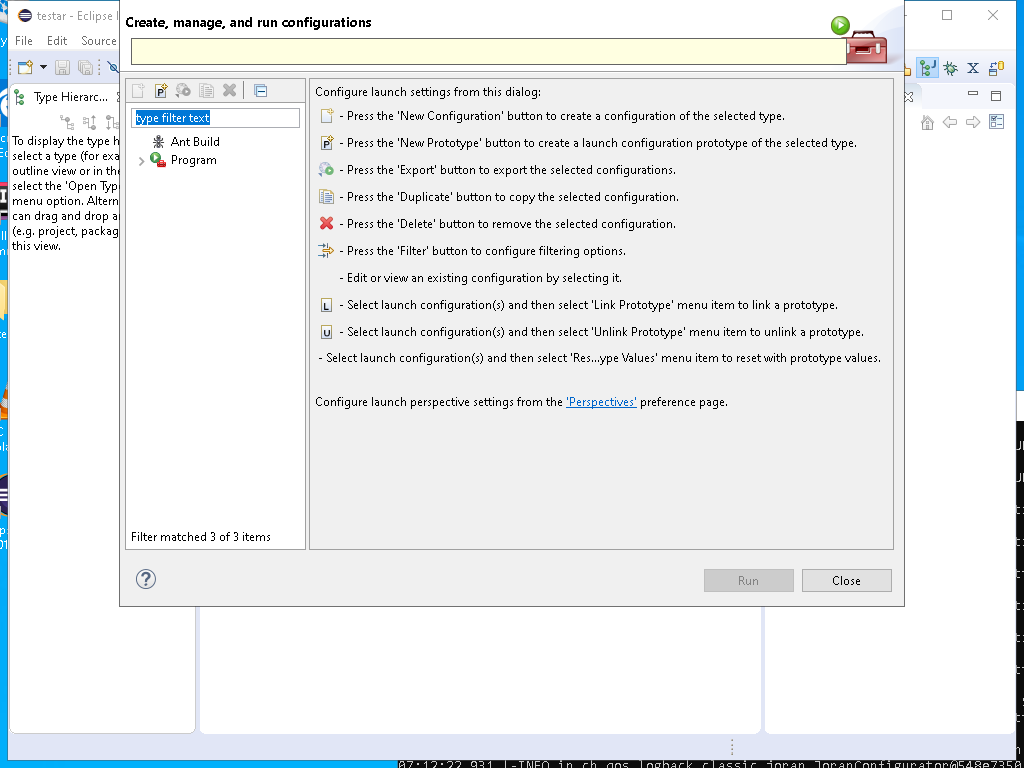 testar - Eclipse I
Create, manage, and run configurations
File Edit Source
Type Hierarc...
To display the type h
select a type (for exa
outline view or in the
select the 'Open Typ
menu option. Altern
can drag and drop a
(e.g. project, packag
this view.
type filter text
Ant Build
Program
Filter matched 3 of 3 items
Configure launch settings from this dialog:
- Press the 'New Configuration' button to create a configuration of the selected type.
- Press the 'New Prototype' button to create a launch configuration prototype of the selected type.
- Press the 'Export' button to export the selected configurations.
- Press the 'Duplicate' button to copy the selected configuration.
- Press the 'Delete' button to remove the selected configuration.
- Press the 'Filter' button to configure filtering options.
- Edit or view an existing configuration by selecting it.
- Select launch configuration(s) and then select 'Link Prototype' menu item to link a prototype.
- Select launch configuration(s) and then select 'Unlink Prototype' menu item to unlink a prototype.
- Select launch configuration(s) and then select 'Res...ype Values' menu item to reset with prototype values.
Configure launch perspective settings from the 'Perspectives' preference page.
Run Close
07:12:22,931 |-INFO in ch.qos.logback.classic.joran.JoranConfigurator@548e7350